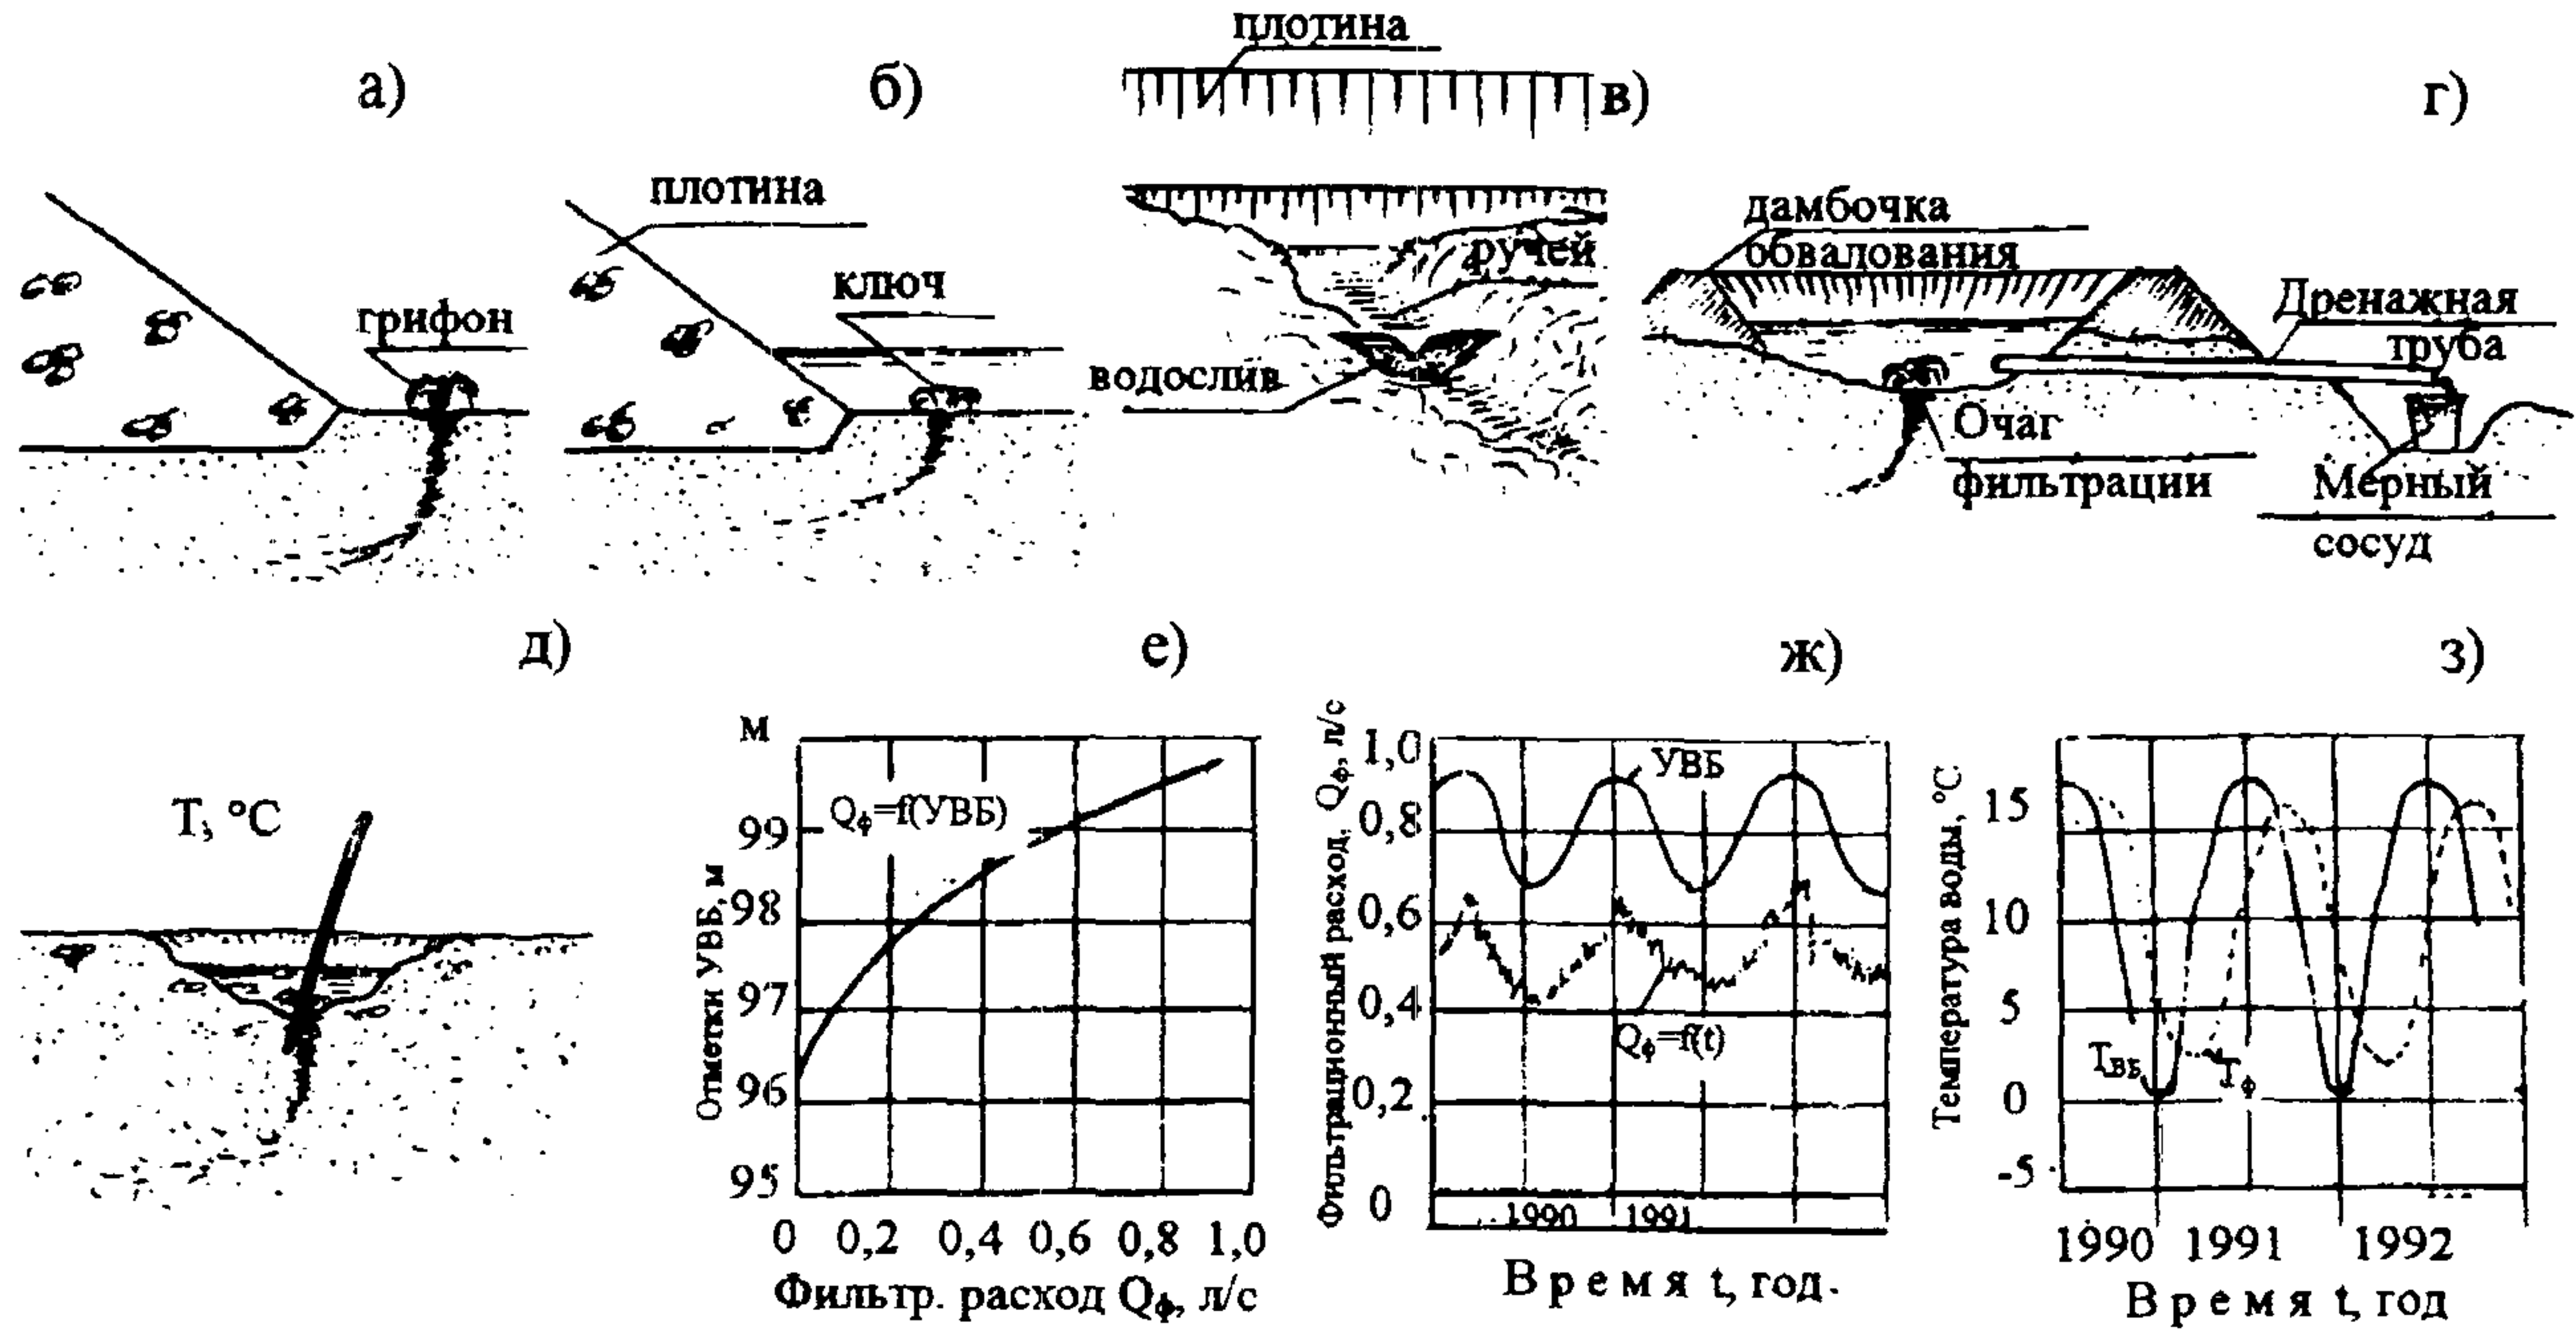 а)
грифон
б)
плотина
ключ
плотина
в)
ручей
водослив
г)
дамбочка
обвалования
Дренажная
труба
Очаг
фильтрации
Мерный
сосуд
д)
T, °C
е)
м
Отметки УВБ, м
99
98
97
96
95
Qф=f(УВБ)
0 0,2 0,4 0,6 0,8 1,0
Фильтр. расход Qф, л/с
ж)
Фильтрационный расход, Qф, л/с
1,0
0,8
0,6
0,4
0,2
0
УВБ
Qф=f(t)
1990 1991
Время t, год.
з)
Температура воды, °C
15
10
5
0
-5
TВБ
Tф
1990 1991 1992
Время t, год